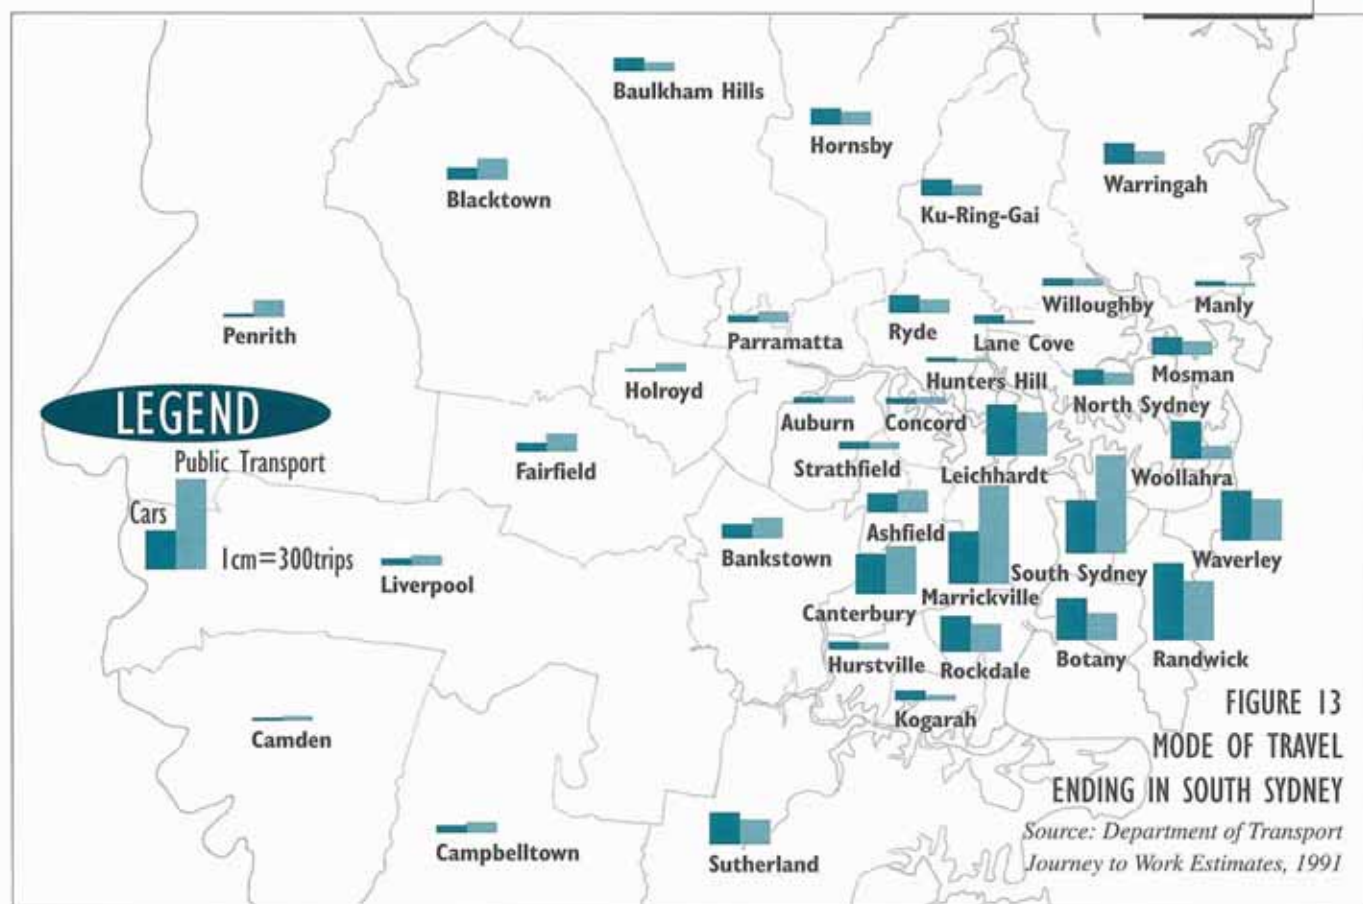 Baulkham Hills
Hornsby
Warringah
Blacktown
Ku-Ring-Gai
Willoughby
Manly
Penrith
Parramatta
Ryde
Lane Cove
Mosman
Holroyd
Hunters Hill
North Sydney
LEGEND
Auburn
Concord
Public Transport
Fairfield
Strathfield
Leichhardt
Woollahra
Cars
Ashfield
1cm=300trips
Bankstown
Waverley
Liverpool
South Sydney
Marrickville
Canterbury
Hurstville
Rockdale
Botany
Randwick
Kogarah
Camden
Campbelltown
Sutherland
FIGURE 13
MODE OF TRAVEL
ENDING IN SOUTH SYDNEY
Source: Department of Transport
Journey to Work Estimates, 1991